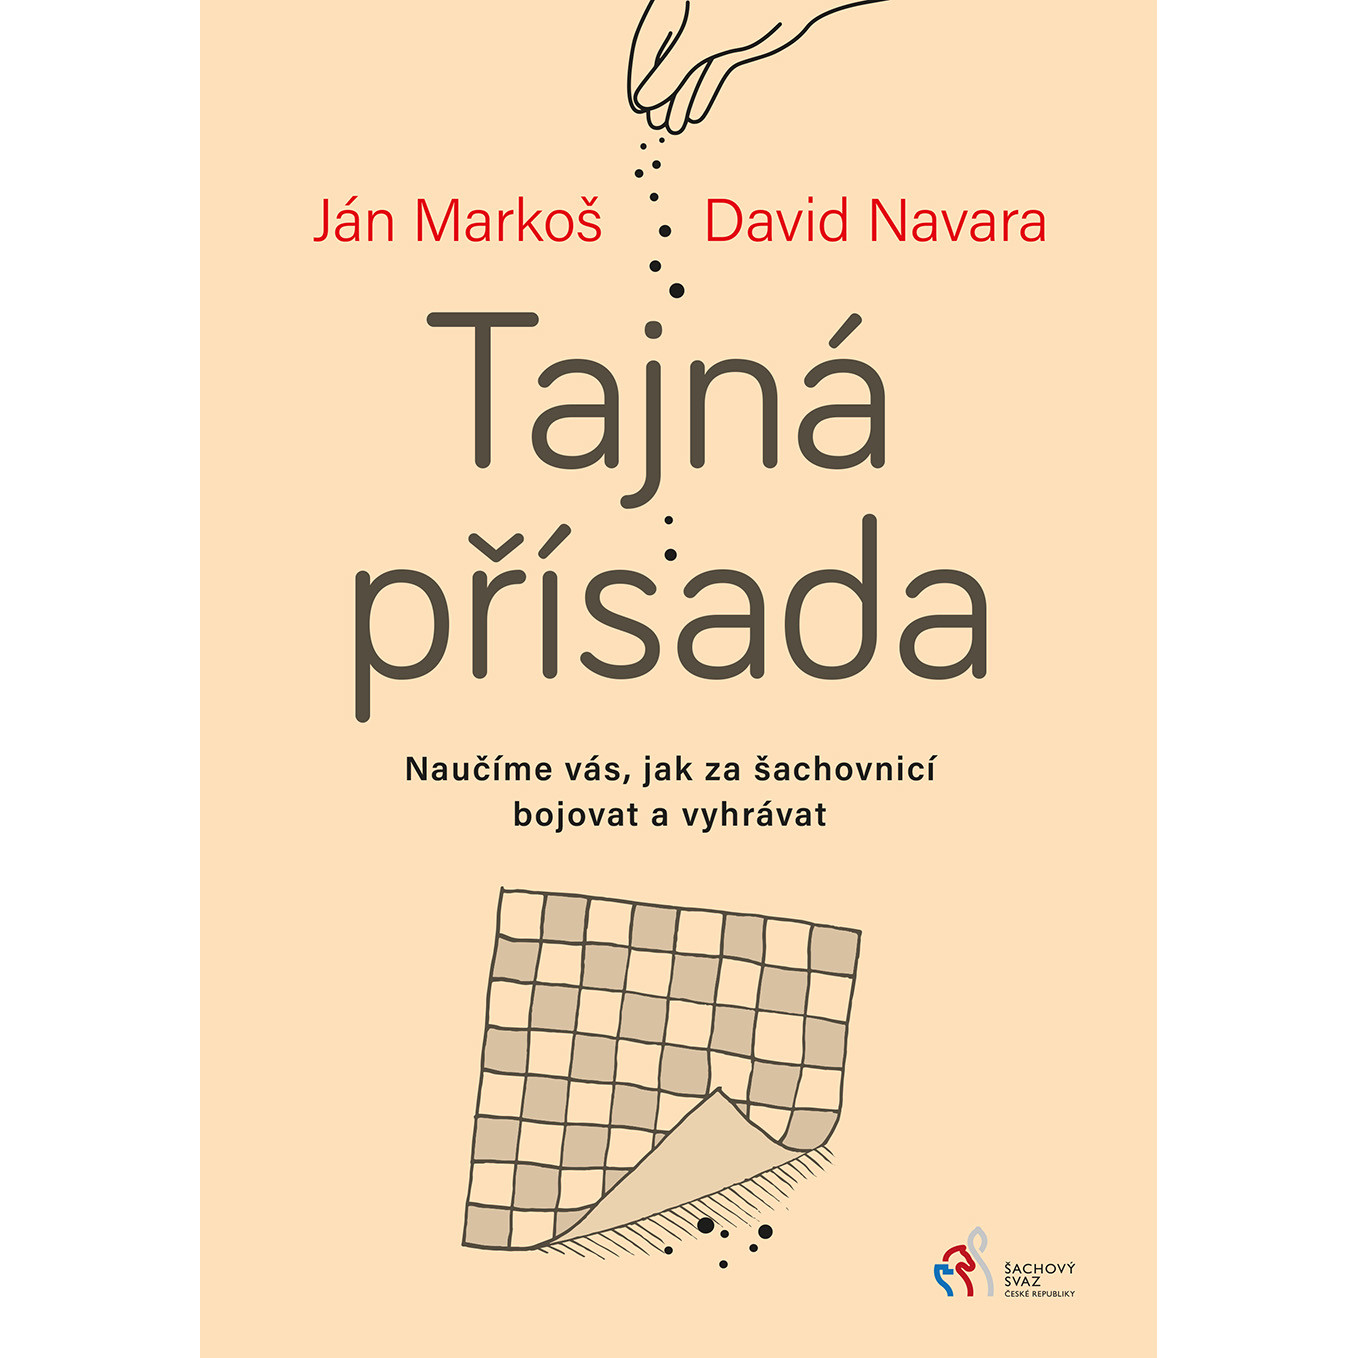 Ján Markoš David Navara
Tajná
přísada
Naučíme vás, jak za šachovnicí
bojovat a vyhrávat
ŠACHOVÝ
SVAZ
ČESKÉ REPUBLIKY